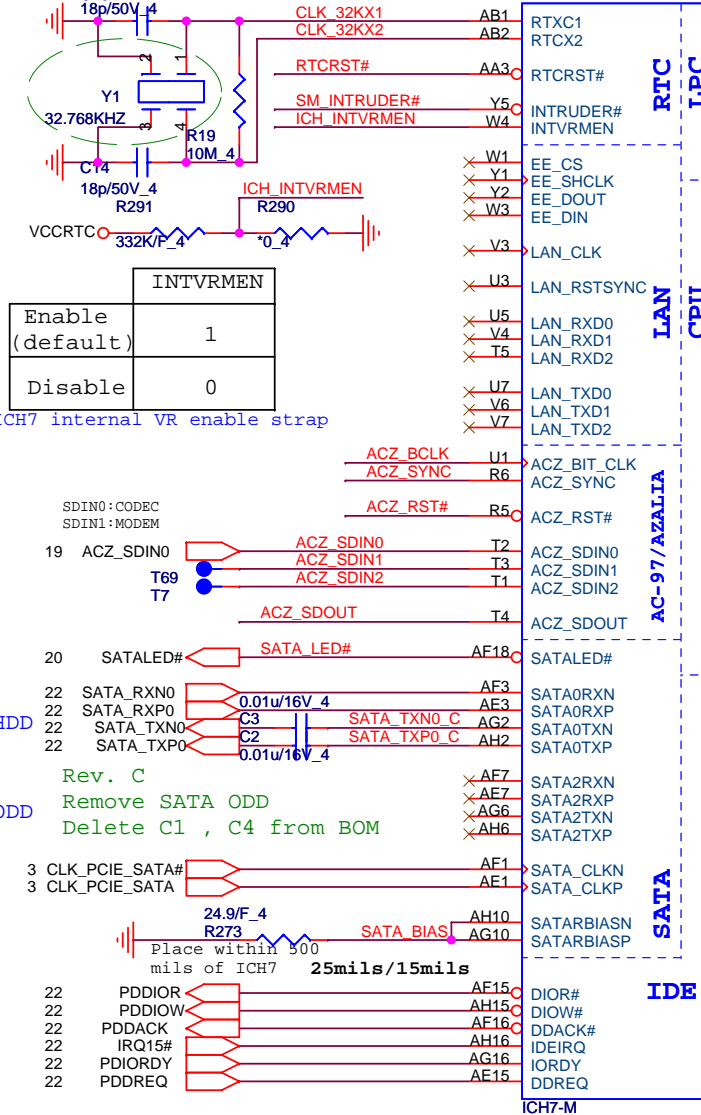 18p/50V_4
CLK_32KX1
AB1
RTXC1
CLK_32KX2
AB2
RTCX2
RTCRST#
AA3
RTCRST#
2
1
Y1
32.768KHZ
3
4
SM_INTRUDER#
Y5
INTRUDER#
ICH_INTVRMEN
W4
INTVRMEN
RTC
LPC
R19
10M_4
C14
18p/50V_4
R291
ICH_INTVRMEN
R290
VCCRTC
332K/F_4
*0_4
W1
EE_CS
Y1
EE_SHCLK
Y2
EE_DOUT
W3
EE_DIN
V3
LAN_CLK
U3
LAN_RSTSYNC
U5
LAN_RXD0
V4
LAN_RXD1
T5
LAN_RXD2
U7
LAN_TXD0
V6
LAN_TXD1
V7
LAN_TXD2
LAN
CPU
INTVRMEN
Enable
(default)
1
Disable
0
ICH7 internal VR enable strap
ACZ_BCLK
U1
ACZ_BIT_CLK
ACZ_SYNC
R6
ACZ_SYNC
ACZ_RST#
R5
ACZ_RST#
SDIN0:CODEC
SDIN1:MODEM
19
ACZ_SDIN0
ACZ_SDIN0
T2
ACZ_SDIN0
T69
ACZ_SDIN1
T3
ACZ_SDIN1
T7
ACZ_SDIN2
T1
ACZ_SDIN2
ACZ_SDOUT
T4
ACZ_SDOUT
AC-97/AZALIA
20
SATALED#
SATA_LED#
AF18
SATALED#
22
SATA_RXN0
AF3
SATA0RXN
22
SATA_RXP0
0.01u/16V_4
AE3
SATA0RXP
HDD
22
SATA_TXN0
C3
SATA_TXN0_C
AG2
SATA0TXN
22
SATA_TXP0
C2
SATA_TXP0_C
AH2
SATA0TXP
0.01u/16V_4
Rev. C
Remove SATA ODD
Delete C1 , C4 from BOM
ODD
AF7
SATA2RXN
AE7
SATA2RXP
AG6
SATA2TXN
AH6
SATA2TXP
3
CLK_PCIE_SATA#
AF1
SATA_CLKN
3
CLK_PCIE_SATA
AE1
SATA_CLKP
SATA
24.9/F_4
R273
SATA_BIAS
AH10
SATARBIASN
AG10
SATARBIASP
Place within 500
mils of ICH7
25mils/15mils
IDE
22
PDDIOR
AF15
DIOR#
22
PDDIOW
AH15
DIOW#
22
PDDACK
AF16
DDACK#
22
IRQ15#
AH16
IDEIRQ
22
PDIORDY
AG16
IORDY
22
PDDREQ
AE15
DDREQ
ICH7-M